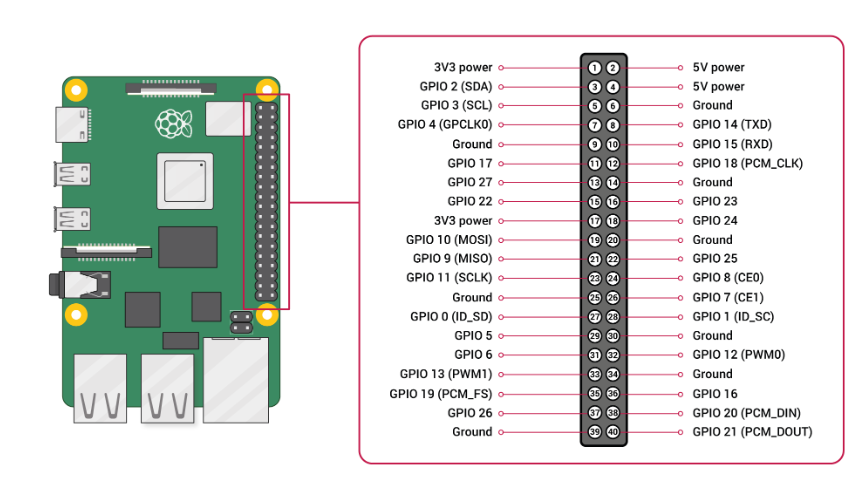 3V3 power 1 2 5V power
GPIO 2 (SDA) 3 4 5V power
GPIO 3 (SCL) 5 6 Ground
GPIO 4 (GPCLK0) 7 8 GPIO 14 (TXD)
Ground 9 10 GPIO 15 (RXD)
GPIO 17 11 12 GPIO 18 (PCM_CLK)
GPIO 27 13 14 Ground
GPIO 22 15 16 GPIO 23
3V3 power 17 18 GPIO 24
GPIO 10 (MOSI) 19 20 Ground
GPIO 9 (MISO) 21 22 GPIO 25
GPIO 11 (SCLK) 23 24 GPIO 8 (CE0)
Ground 25 26 GPIO 7 (CE1)
GPIO 0 (ID_SD) 27 28 GPIO 1 (ID_SC)
GPIO 5 29 30 Ground
GPIO 6 31 32 GPIO 12 (PWM0)
GPIO 13 (PWM1) 33 34 Ground
GPIO 19 (PCM_FS) 35 36 GPIO 16
GPIO 26 37 38 GPIO 20 (PCM_DIN)
Ground 39 40 GPIO 21 (PCM_DOUT)